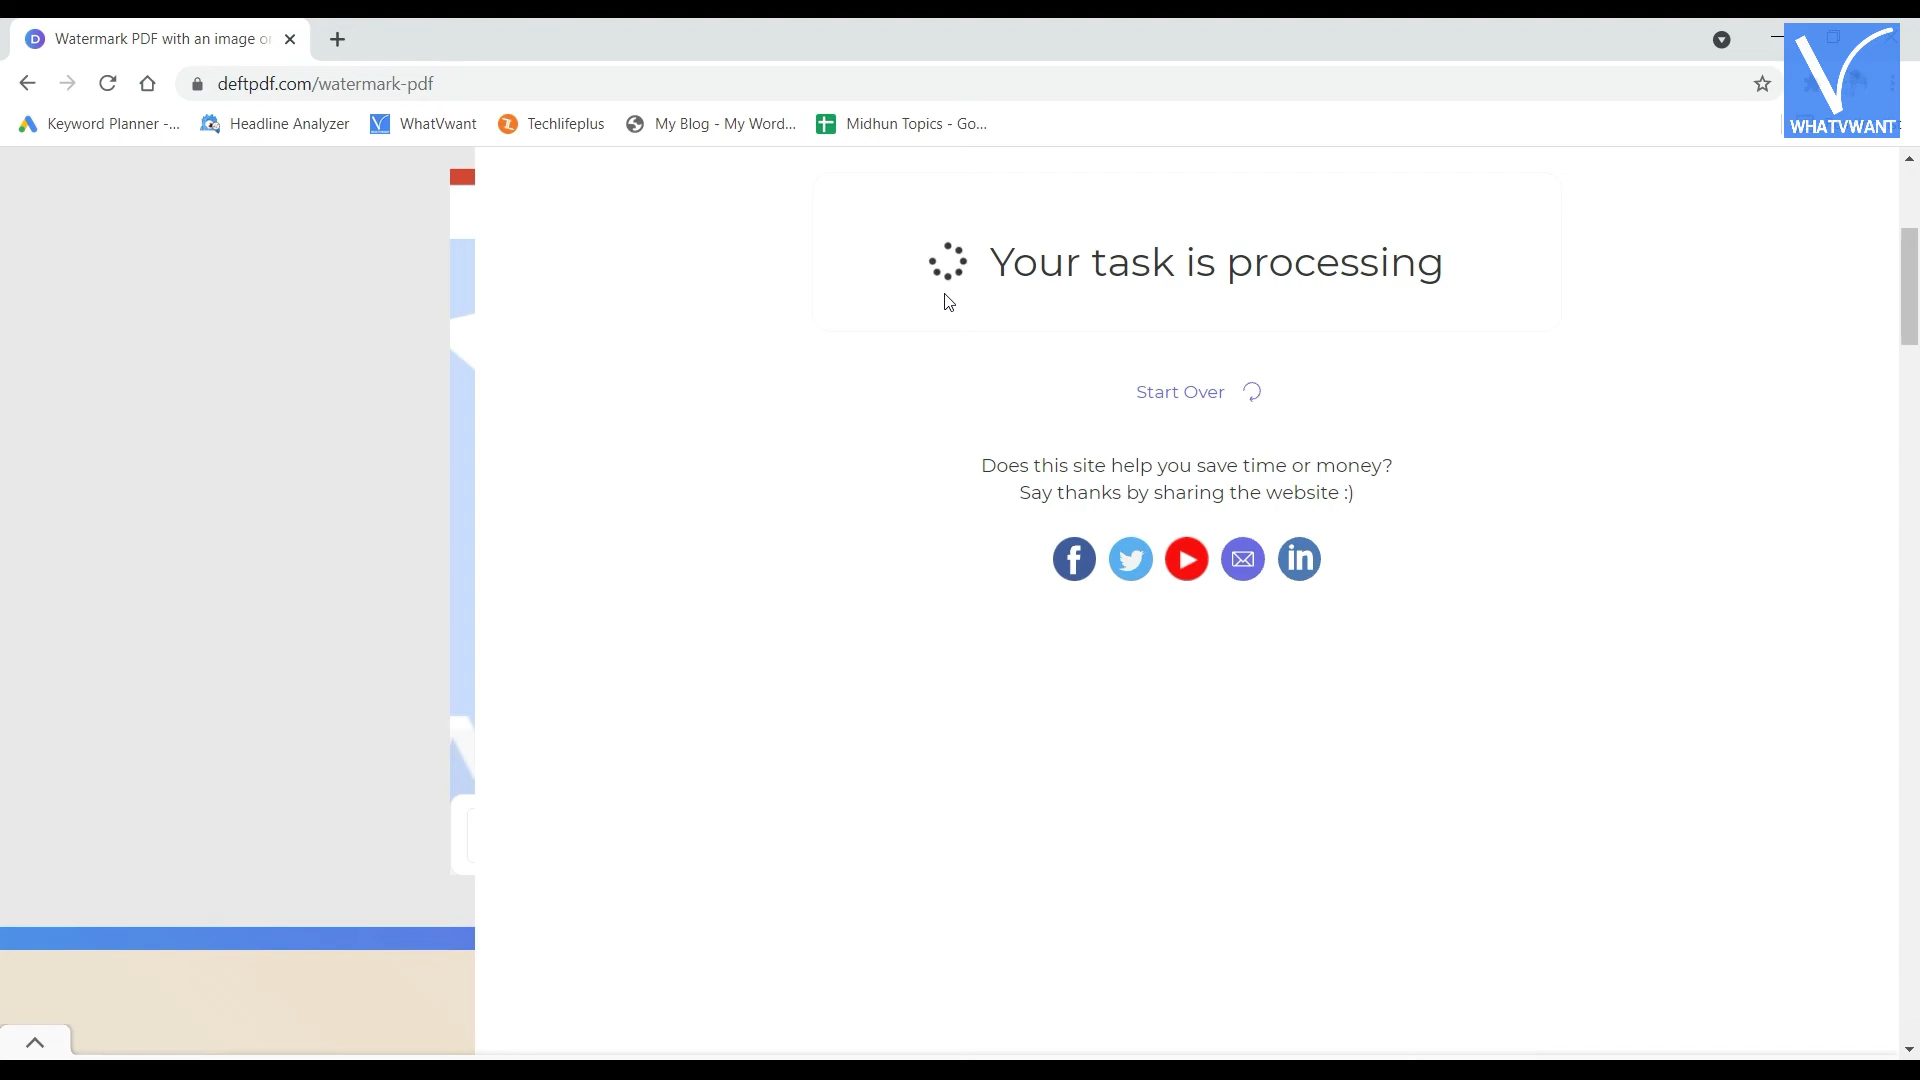 Watermark PDF with an image or
deftpdf.com/watermark-pdf
Keyword Planner -... Headline Analyzer WhatVwant Techlifeplus My Blog - My Word... Midhun Topics - Go...
WHATVWANT
Your task is processing
Start Over
Does this site help you save time or money?
Say thanks by sharing the website :)